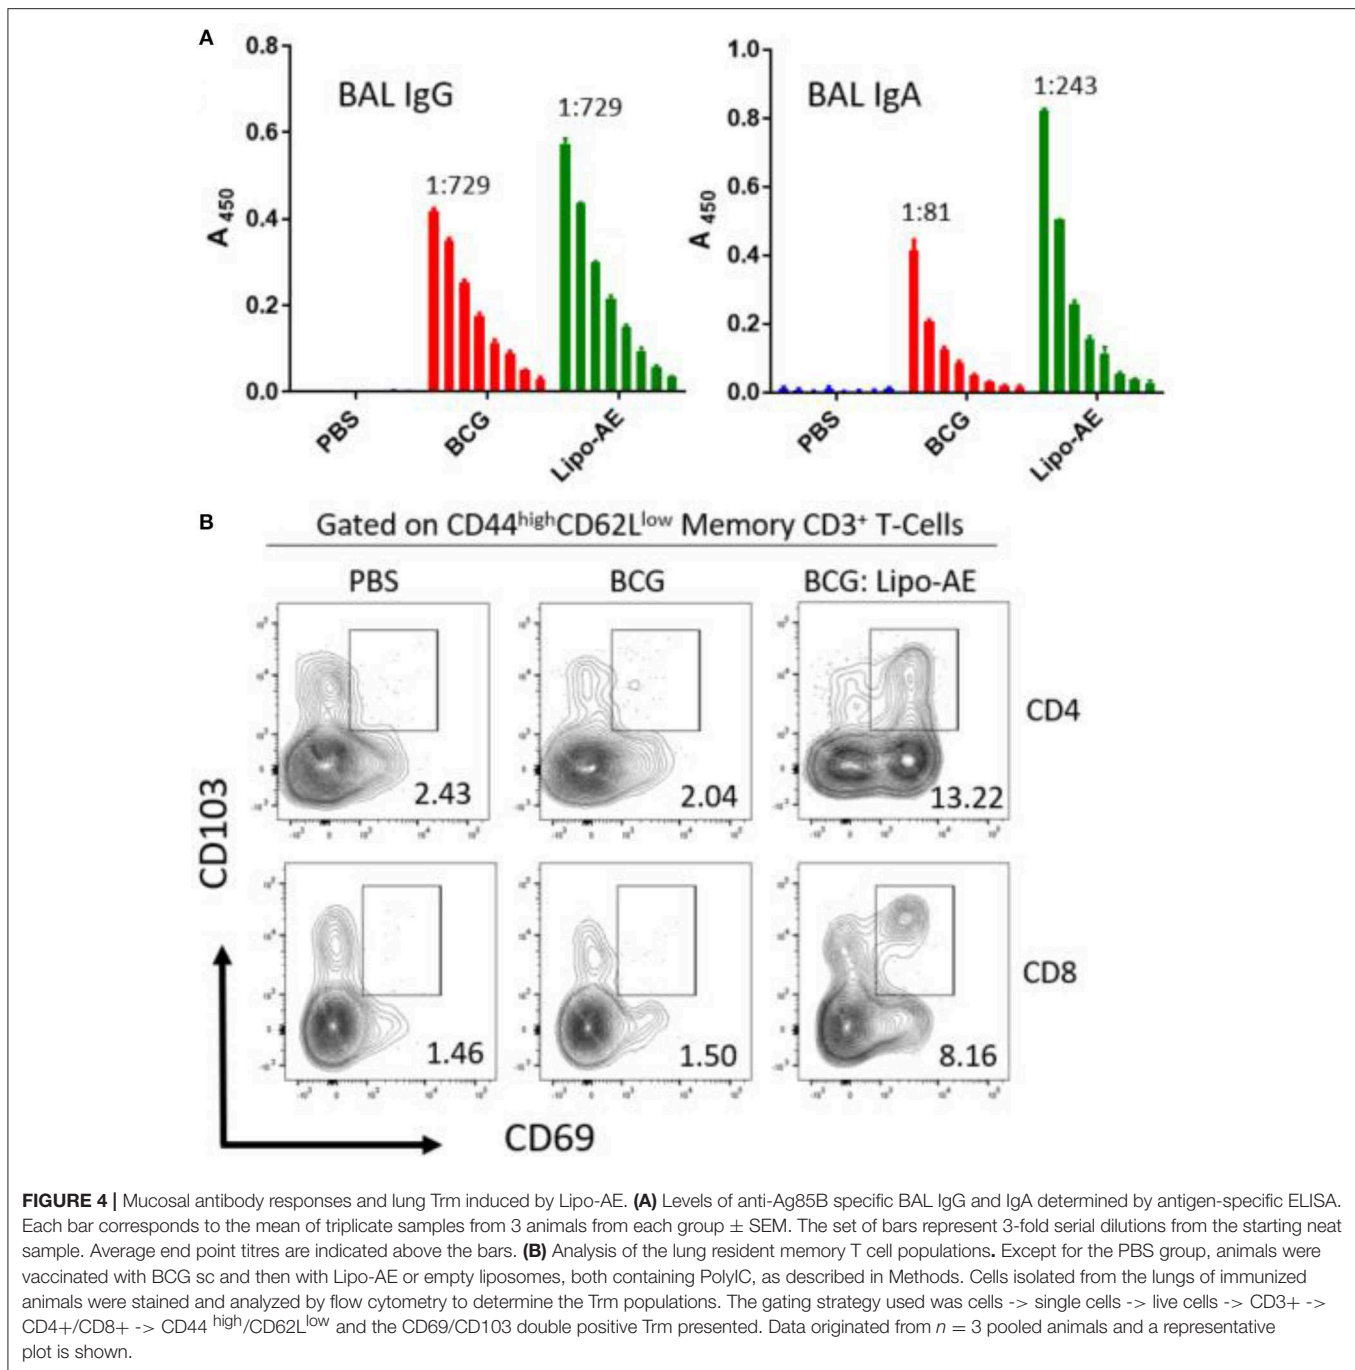 A
0.8
0.6
0.4
0.2
0.0
A 450
BAL IgG
1:729
1:729
PBS
BCG
Lipo-AE
1.0
0.8
0.6
0.4
0.2
0.0
A 450
BAL IgA
1:81
1:243
PBS
BCG
Lipo-AE
B
Gated on CD44highCD62Llow Memory CD3+ T-Cells
PBS
BCG
BCG: Lipo-AE
2.43
2.04
13.22
CD4
1.46
1.50
8.16
CD8
CD103
CD69
FIGURE 4 | Mucosal antibody responses and lung Trm induced by Lipo-AE. (A) Levels of anti-Ag85B specific BAL IgG and IgA determined by antigen-specific ELISA.
Each bar corresponds to the mean of triplicate samples from 3 animals from each group ± SEM. The set of bars represent 3-fold serial dilutions from the starting neat
sample. Average end point titres are indicated above the bars. (B) Analysis of the lung resident memory T cell populations. Except for the PBS group, animals were
vaccinated with BCG sc and then with Lipo-AE or empty liposomes, both containing PolyIC, as described in Methods. Cells isolated from the lungs of immunized
animals were stained and analyzed by flow cytometry to determine the Trm populations. The gating strategy used was cells -> single cells -> live cells -> CD3+ ->
CD4+/CD8+ -> CD44 high/CD62Llow and the CD69/CD103 double positive Trm presented. Data originated from n = 3 pooled animals and a representative
plot is shown.